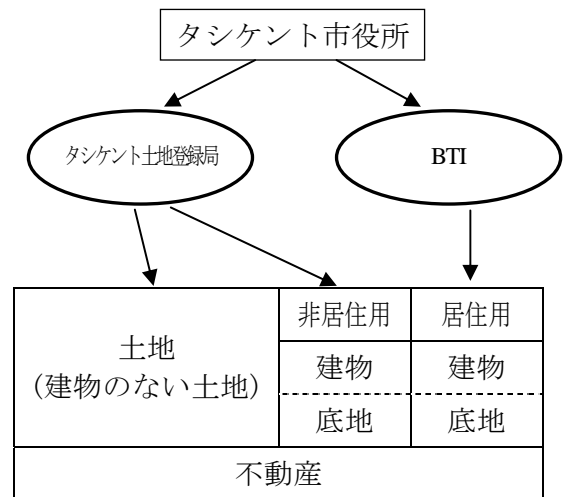 タシケント市役所
タシケント土地登録局
BTI
土地
(建物のない土地)
非居住用
居住用
建物
建物
底地
底地
不動産